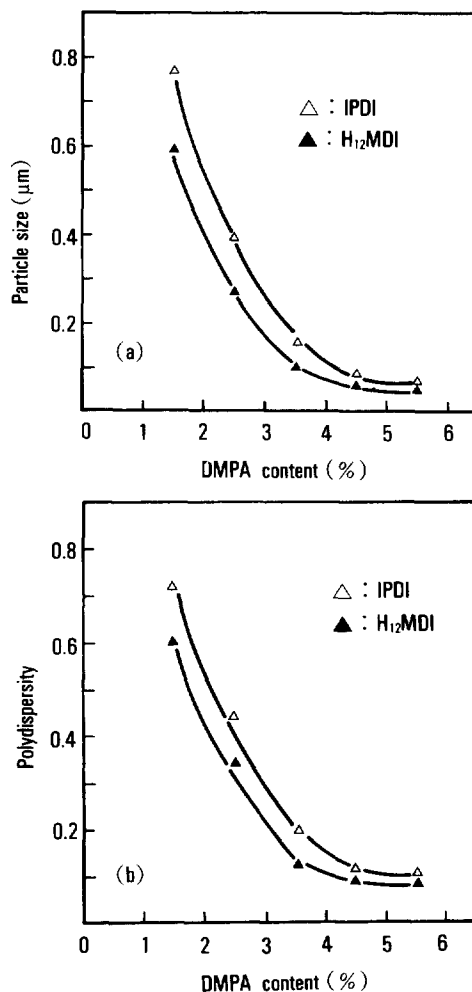 0.8
0.6
0.4
0.2
Particle size (μm)
△ : IPDI
▲ : H₁₂MDI
(a)
0 1 2 3 4 5 6
DMPA content (%)
0.8
0.6
0.4
0.2
Polydispersity
△ : IPDI
▲ : H₁₂MDI
(b)
0 1 2 3 4 5 6
DMPA content (%)